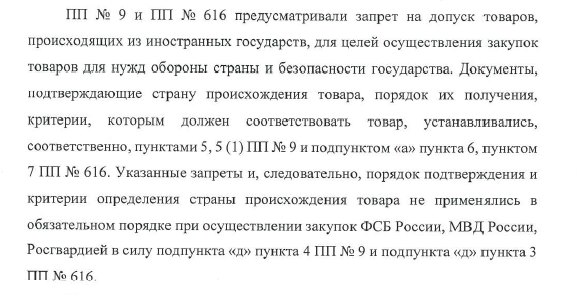 ПП № 9 и ПП № 616 предусматривали запрет на допуск товаров,
происходящих из иностранных государств, для целей осуществления закупок
товаров для нужд обороны страны и безопасности государства. Документы,
подтверждающие страну происхождения товара, порядок их получения,
критерии, которым должен соответствовать товар, устанавливались,
соответственно, пунктами 5, 5 (1) ПП № 9 и подпунктом «а» пункта 6, пунктом
7 ПП № 616. Указанные запреты и, следовательно, порядок подтверждения и
критерии определения страны происхождения товара не применялись в
обязательном порядке при осуществлении закупок ФСБ России, МВД России,
Росгвардией в силу подпункта «д» пункта 4 ПП № 9 и подпункта «д» пункта 3
ПП № 616.